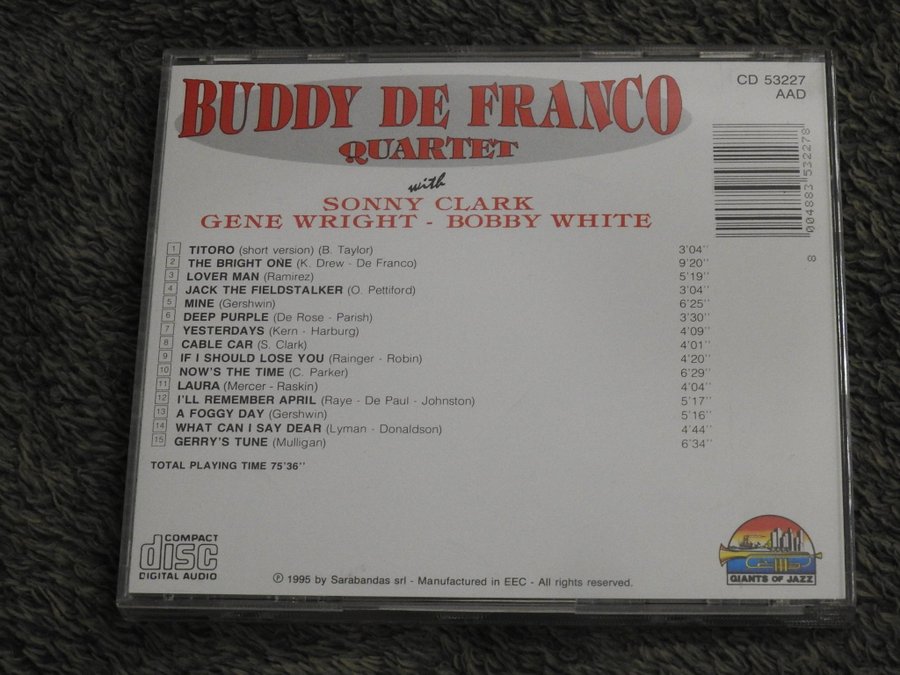 BUDDY DE FRANCO
QUARTET
with
SONNY CLARK
GENE WRIGHT - BOBBY WHITE
CD 53227
AAD
8 004883 532278
1 TITORO (short version) (B. Taylor) 3'04''
2 THE BRIGHT ONE (K. Drew - De Franco) 9'20''
3 LOVER MAN (Ramirez) 5'19''
4 JACK THE FIELDSTALKER (O. Pettiford) 3'04''
5 MINE (Gershwin) 6'25''
6 DEEP PURPLE (De Rose - Parish) 3'30''
7 YESTERDAYS (Kern - Harburg) 4'09''
8 CABLE CAR (S. Clark) 4'01''
9 IF I SHOULD LOSE YOU (Rainger - Robin) 4'20''
10 NOW'S THE TIME (C. Parker) 6'29''
11 LAURA (Mercer - Raskin) 4'04''
12 I'LL REMEMBER APRIL (Raye - De Paul - Johnston) 5'17''
13 A FOGGY DAY (Gershwin) 5'16''
14 WHAT CAN I SAY DEAR (Lyman - Donaldson) 4'44''
15 GERRY'S TUNE (Mulligan) 6'34''
TOTAL PLAYING TIME 75'36''
COMPACT
disc
DIGITAL AUDIO
℗ 1995 by Sarabandas srl - Manufactured in EEC - All rights reserved.
GIANTS OF JAZZ